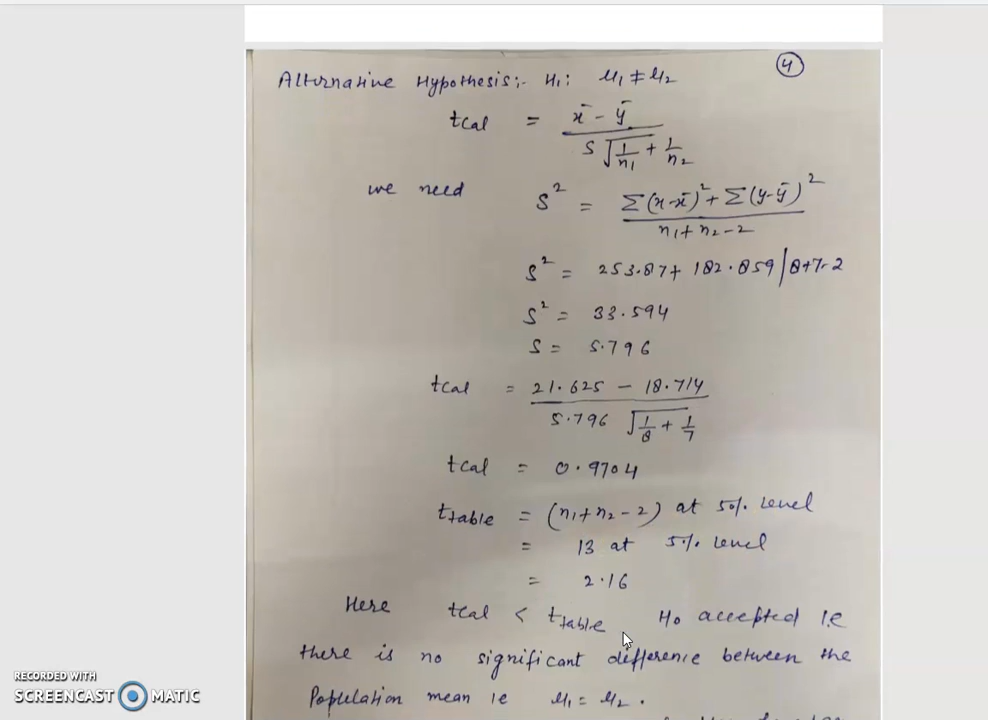 4
Alternative Hypothesis:- H₁: μ₁ ≠ μ₂
tcal = x̄ - ȳ / S √1/n₁ + 1/n₂
we need S² = Σ(x-x̄)² + Σ(y-ȳ)² / n₁+n₂-2
S² = 253.87+ 182.859/8+7-2
S² = 33.594
S = 5.796
tcal = 21.625 - 18.714 / 5.796 √1/8 + 1/7
tcal = 0.9704
t table = (n₁+n₂-2) at 5% level
= 13 at 5% level
= 2.16
Here tcal < t table H₀ accepted i.e
there is no significant difference between the
Population mean ie μ₁ = μ₂.
RECORDED WITH
SCREENCAST MATIC